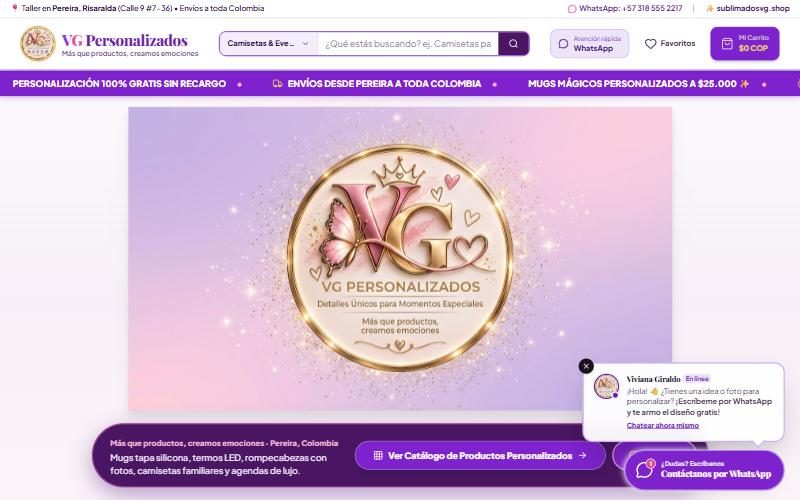 Taller en Pereira, Risaralda (Calle 9 #7-36) • Envíos a toda Colombia
WhatsApp: +57 318 555 2217
sublimadosvg.shop
VG Personalizados
Más que productos, creamos emociones
Camisetas & Eve...
¿Qué estás buscando? ej. Camisetas pa
Atención rápida
WhatsApp
Favoritos
Mi Carrito
$0 COP
PERSONALIZACIÓN 100% GRATIS SIN RECARGO • ENVÍOS DESDE PEREIRA A TODA COLOMBIA • MUGS MÁGICOS PERSONALIZADOS A $25.000 •
VG
VG PERSONALIZADOS
Detalles Únicos para Momentos Especiales
Más que productos,
creamos emociones
Viviana Giraldo
En línea
¡Hola! ¿Tienes una idea o foto para
personalizar? ¡Escríbeme por WhatsApp
y te armo el diseño gratis!
Chatear ahora mismo
Más que productos, creamos emociones · Pereira, Colombia
Mugs tapa silicona, termos LED, rompecabezas con
fotos, camisetas familiares y agendas de lujo.
Ver Catálogo de Productos Personalizados
1
¿Dudas? Escríbenos
Contáctanos por WhatsApp